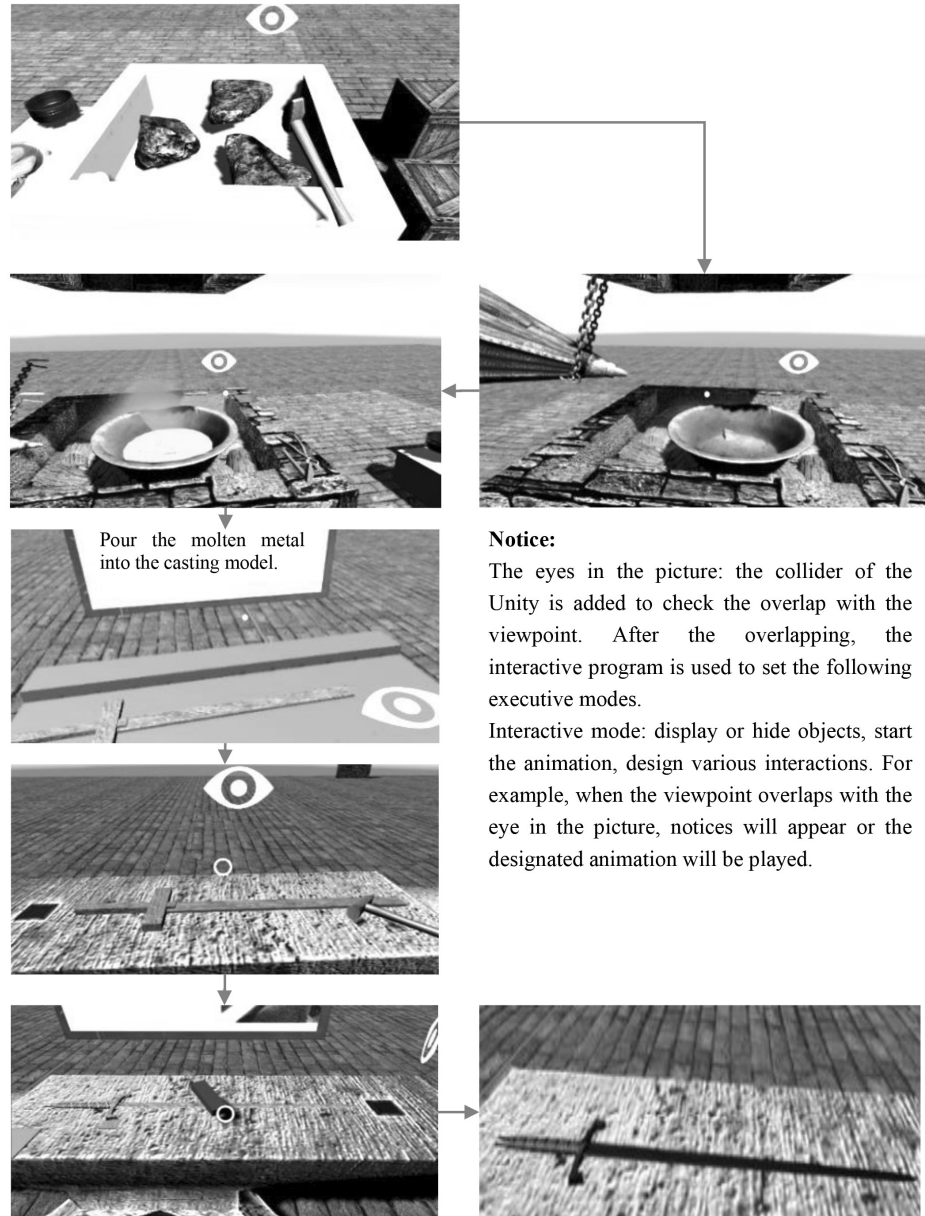 Pour the molten metal
into the casting model.
Notice:
The eyes in the picture: the collider of the
Unity is added to check the overlap with the
viewpoint. After the overlapping, the
interactive program is used to set the following
executive modes.
Interactive mode: display or hide objects, start
the animation, design various interactions. For
example, when the viewpoint overlaps with the
eye in the picture, notices will appear or the
designated animation will be played.